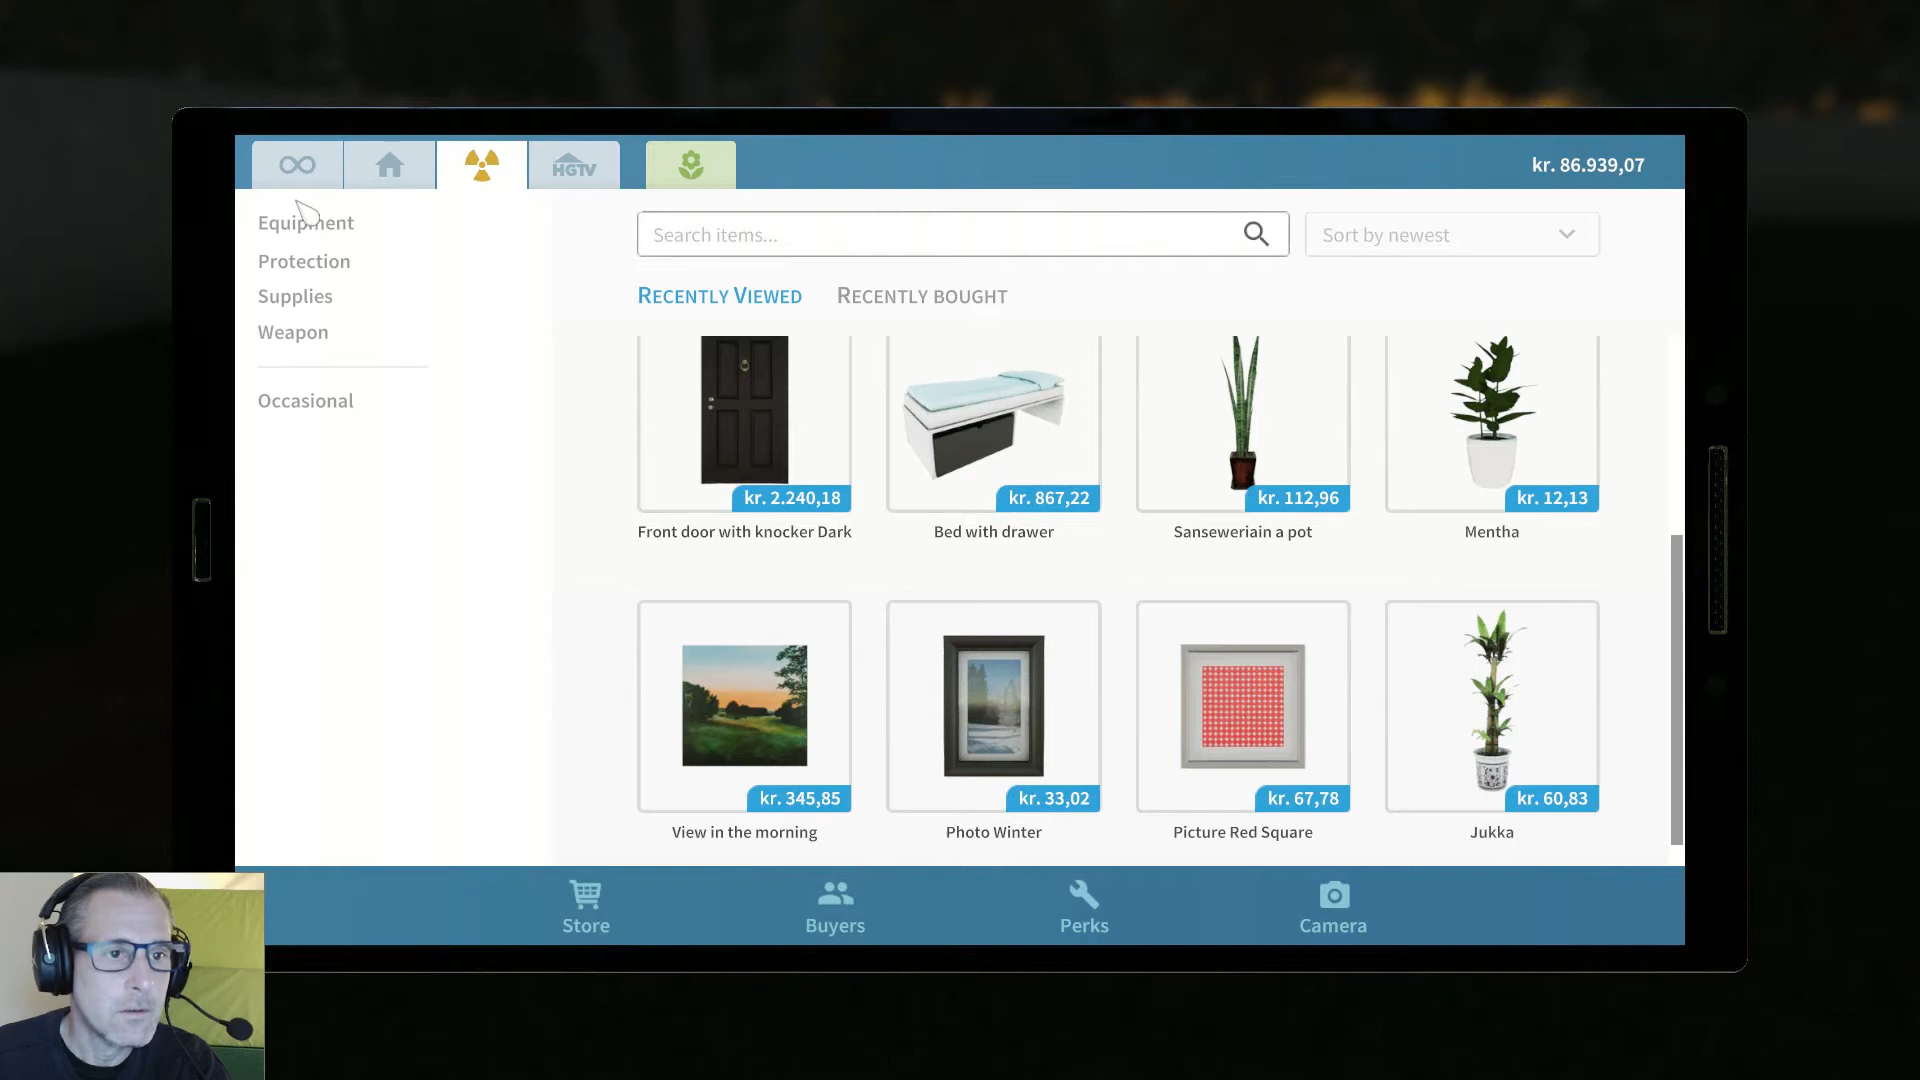 HGTV
kr. 86.939,07
Equipment
Protection
Supplies
Weapon
Occasional
Search items...
Sort by newest
RECENTLY VIEWED
RECENTLY BOUGHT
kr. 2.240,18
kr. 867,22
kr. 112,96
kr. 12,13
Front door with knocker Dark
Bed with drawer
Sanseweriain a pot
Mentha
kr. 345,85
kr. 33,02
kr. 67,78
kr. 60,83
View in the morning
Photo Winter
Picture Red Square
Jukka
Store
Buyers
Perks
Camera